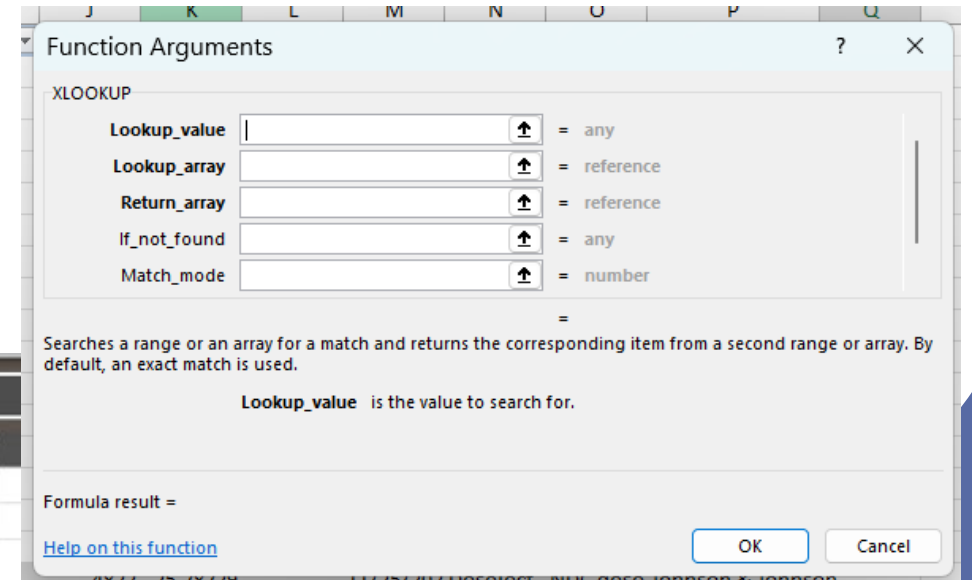 J K L M N O P Q
Function Arguments ? ×
XLOOKUP
Lookup_value = any
Lookup_array = reference
Return_array = reference
If_not_found = any
Match_mode = number
=
Searches a range or an array for a match and returns the corresponding item from a second range or array. By
default, an exact match is used.
Lookup_value is the value to search for.
Formula result =
Help on this function OK Cancel